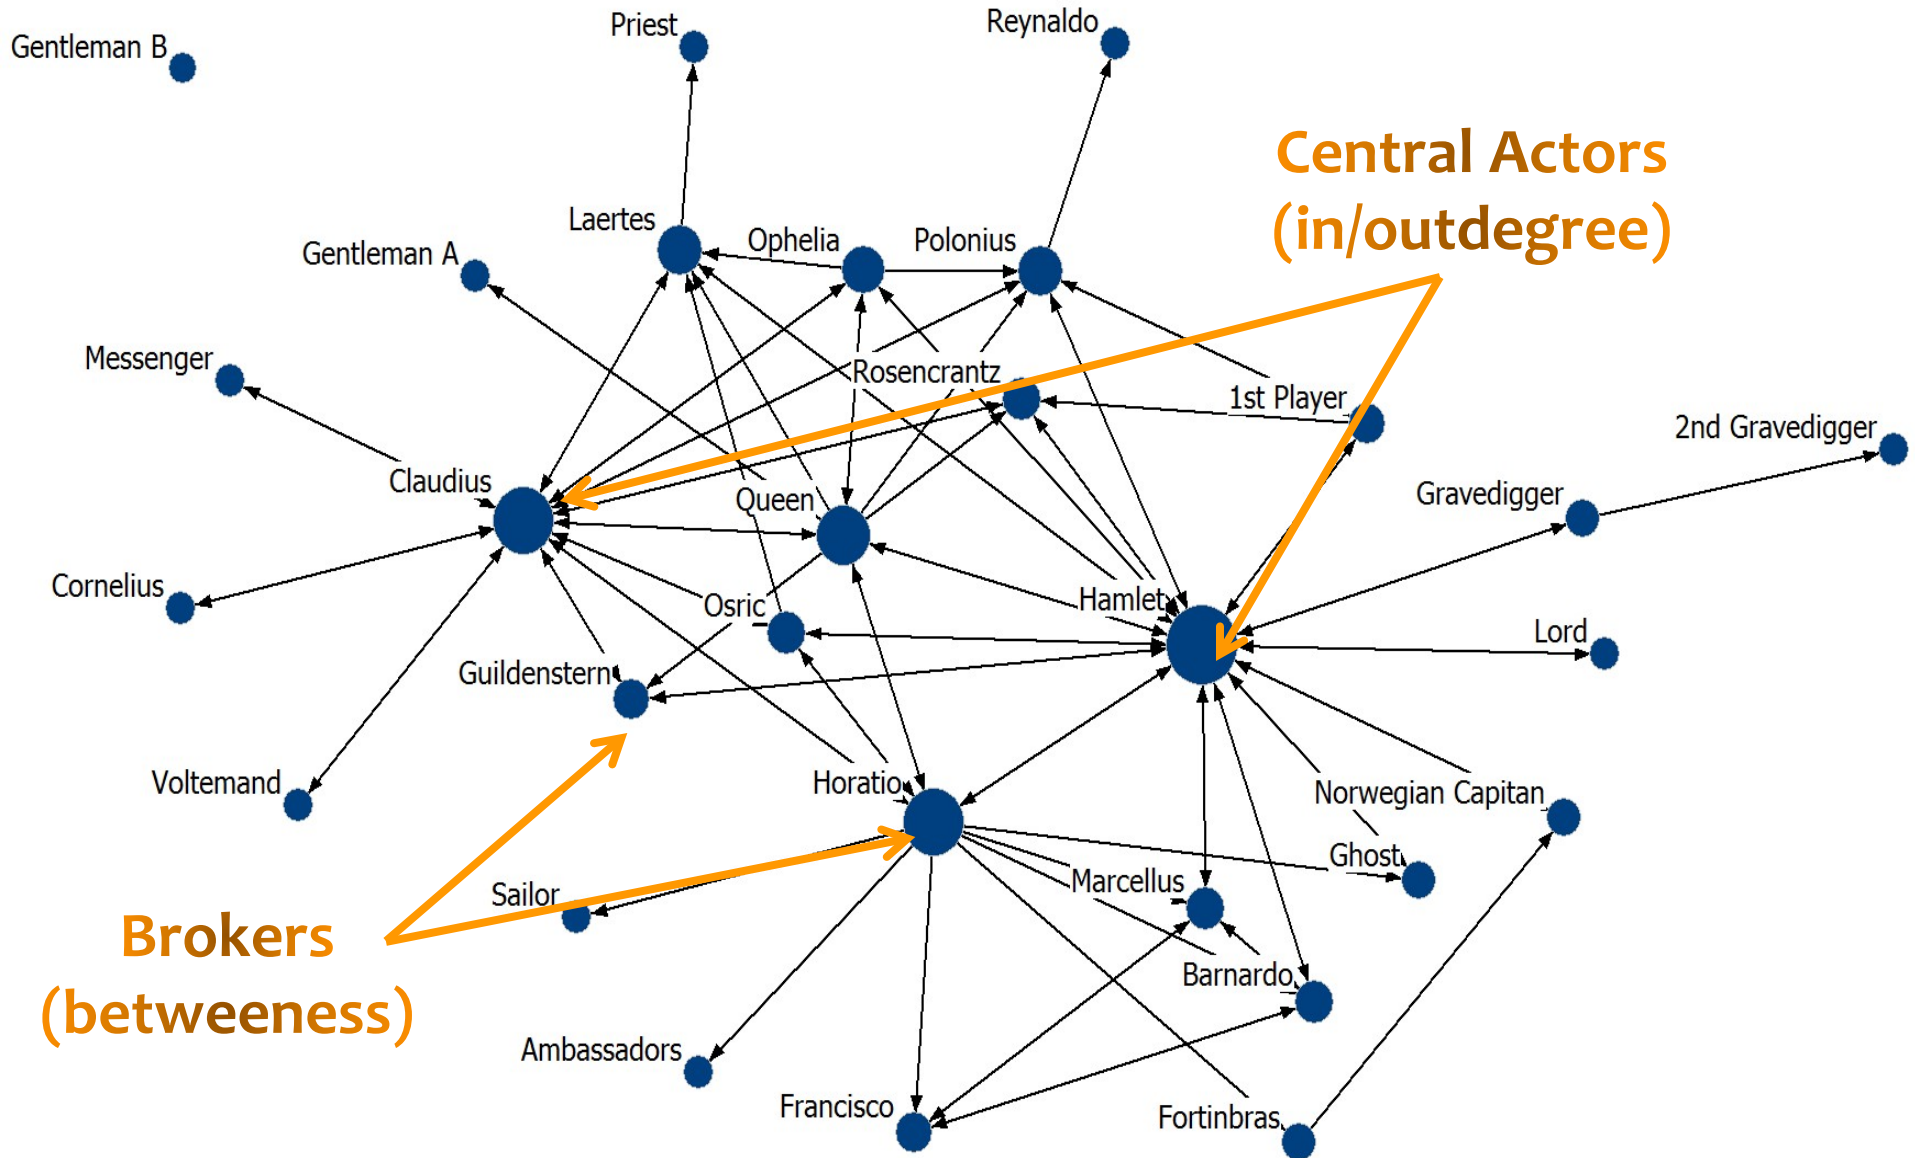 Priest
Reynaldo
Gentleman B
Central Actors
(in/outdegree)
Laertes
Ophelia
Polonius
Gentleman A
Messenger
Rosencrantz
1st Player
2nd Gravedigger
Claudius
Queen
Gravedigger
Cornelius
Osric
Hamlet
Lord
Guildenstern
Voltemand
Horatio
Norwegian Capitan
Ghost
Sailor
Marcellus
Brokers
(betweeness)
Barnardo
Ambassadors
Francisco
Fortinbras